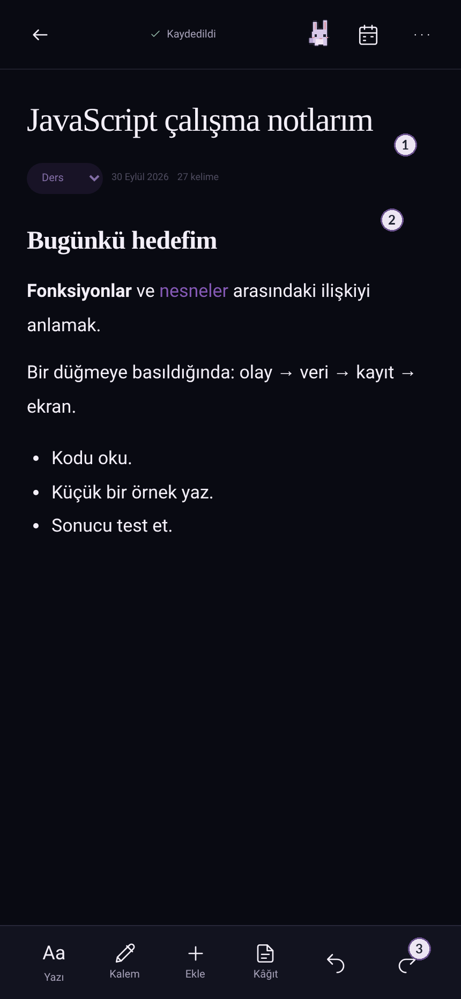 Kaydedildi
JavaScript çalışma notlarım
1
Ders 30 Eylül 2026 27 kelime
2
Bugünkü hedefim
Fonksiyonlar ve nesneler arasındaki ilişkiyi
anlamak.
Bir düğmeye basıldığında: olay → veri → kayıt →
ekran.
• Kodu oku.
• Küçük bir örnek yaz.
• Sonucu test et.
3
Aa
Yazı Kalem Ekle Kâğıt